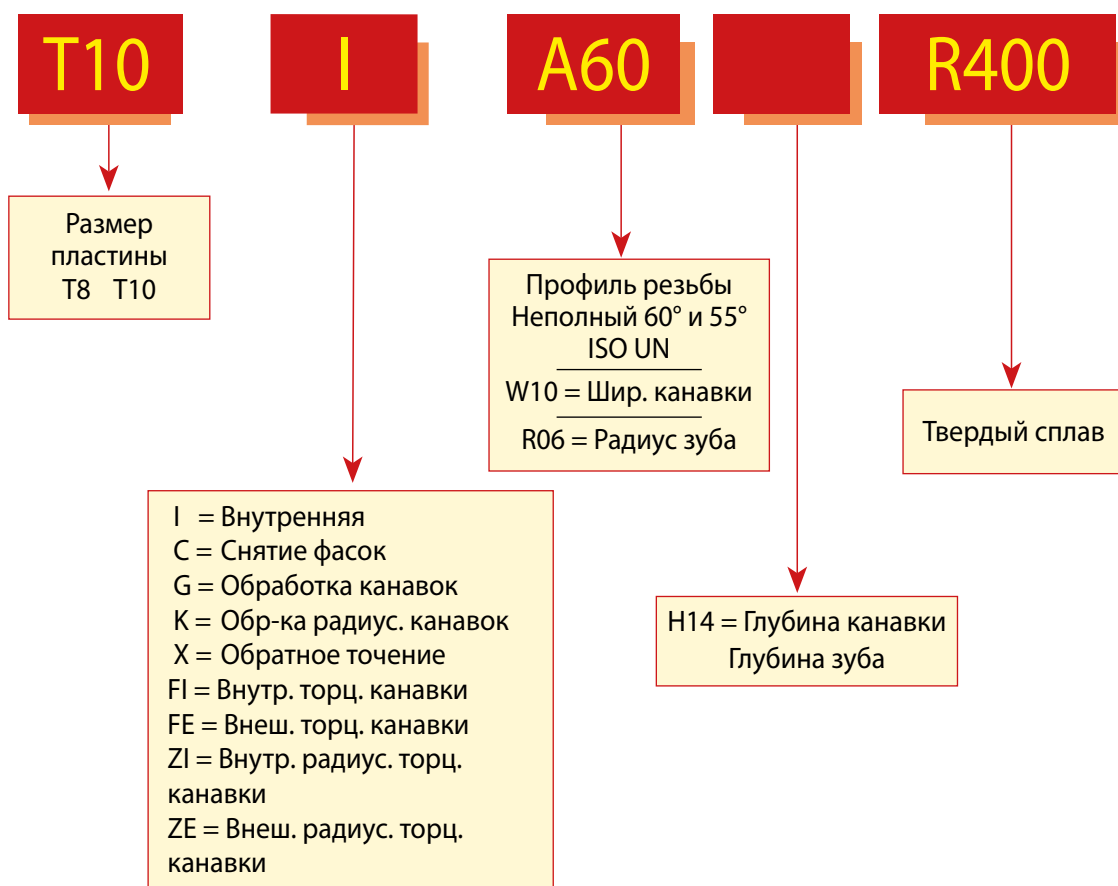 T10
I
A60
R400
Размер
пластины
T8 T10
Профиль резьбы
Неполный 60° и 55°
ISO UN
W10 = Шир. канавки
R06 = Радиус зуба
Твердый сплав
I = Внутренняя
C = Снятие фасок
G = Обработка канавок
K = Обр-ка радиус. канавок
X = Обратное точение
FI = Внутр. торц. канавки
FE = Внеш. торц. канавки
ZI = Внутр. радиус. торц.
канавки
ZE = Внеш. радиус. торц.
канавки
H14 = Глубина канавки
Глубина зуба